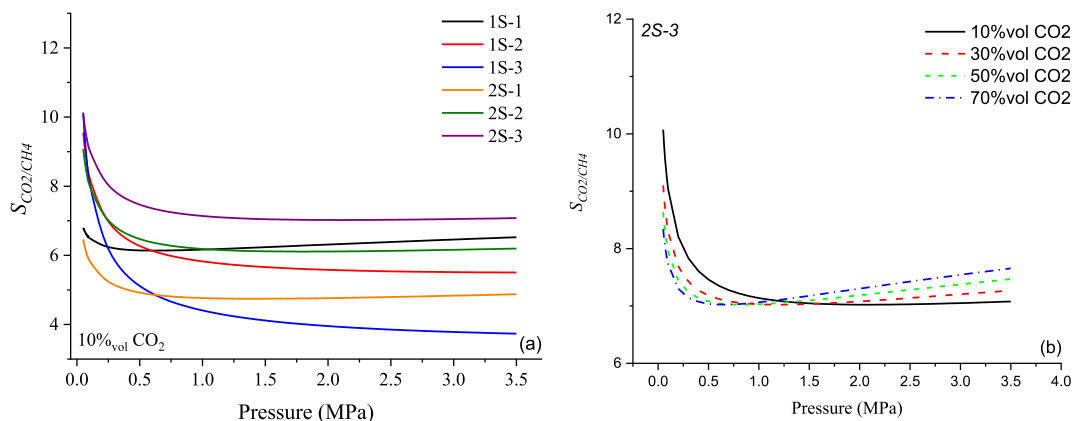 12
10
8
6
4
S_{CO2/CH4}
1S-1
1S-2
1S-3
2S-1
2S-2
2S-3
10%_{vol} CO_2
(a)
0.0 0.5 1.0 1.5 2.0 2.5 3.0 3.5
Pressure (MPa)
2S-3
12
10
8
6
S_{CO2/CH4}
10%vol CO2
30%vol CO2
50%vol CO2
70%vol CO2
(b)
0.0 0.5 1.0 1.5 2.0 2.5 3.0 3.5 4.0
Pressure (MPa)